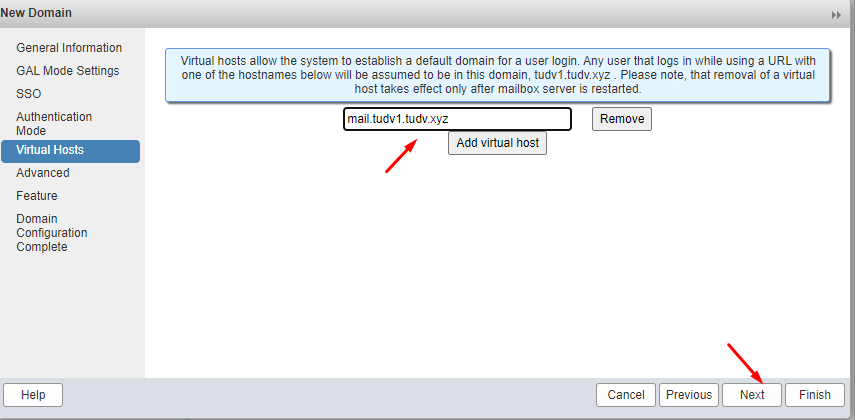 New Domain
General Information
GAL Mode Settings
SSO
Authentication
Mode
Virtual Hosts
Advanced
Feature
Domain
Configuration
Complete
Virtual hosts allow the system to establish a default domain for a user login. Any user that logs in while using a URL with
one of the hostnames below will be assumed to be in this domain, tudv1.tudv.xyz . Please note, that removal of a virtual
host takes effect only after mailbox server is restarted.
mail.tudv1.tudv.xyz Remove
Add virtual host
Help Cancel Previous Next Finish